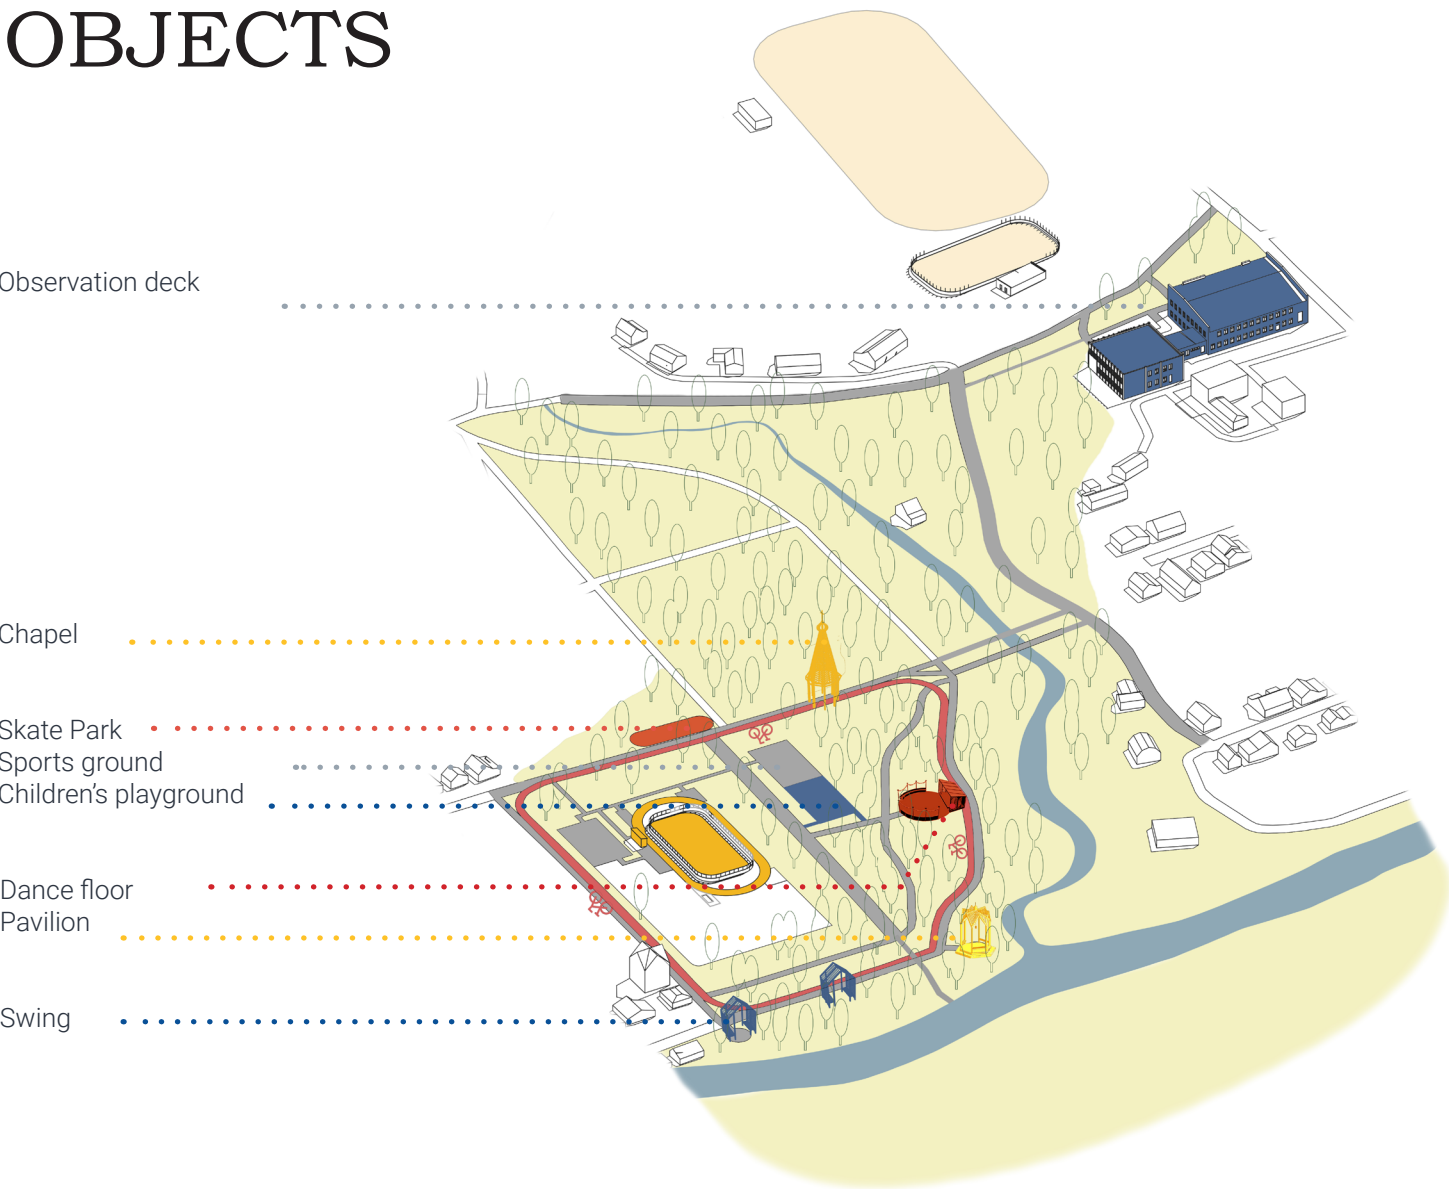 OBJECTS
Observation deck
Chapel
Skate Park
Sports ground
Children's playground
Dance floor
Pavilion
Swing